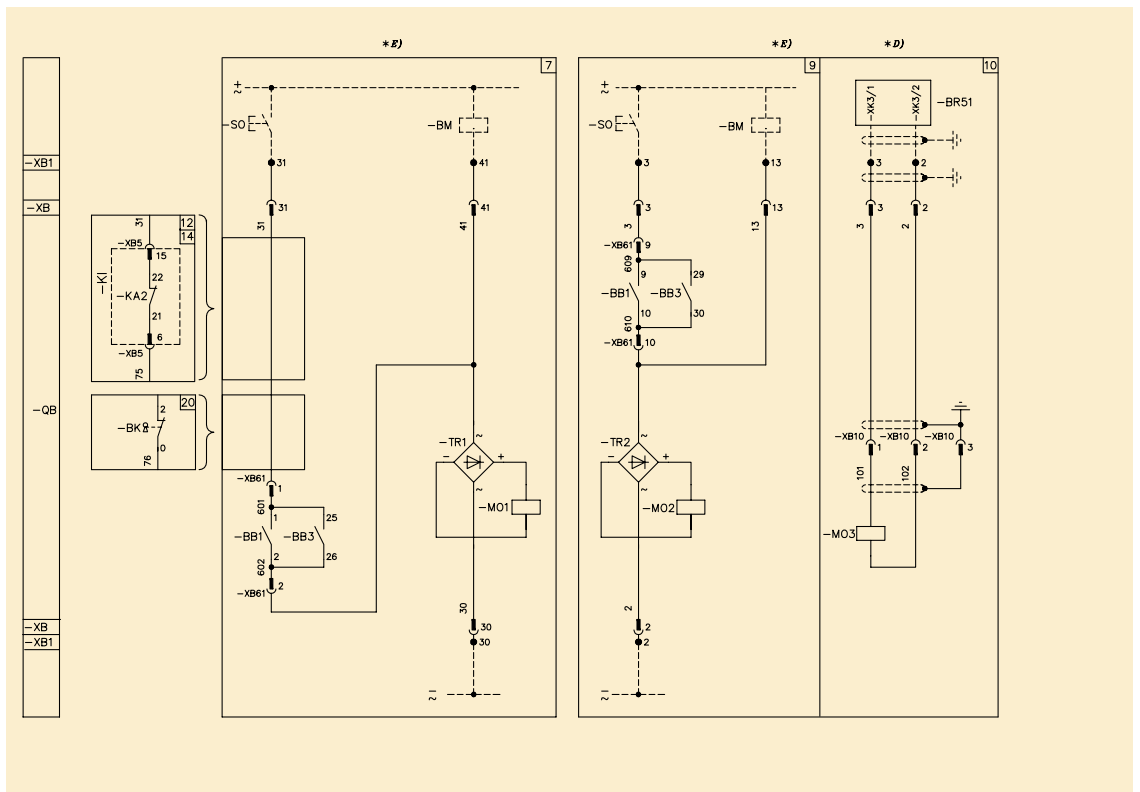 *E)
*E)
*D)
7
9
10
+
~
+
~
XK3/1
XK3/2
-BR51
-SO
-BM
-SO
-BM
-XB1
31
41
3
13
3
2
-XB
31
41
3
13
3
2
31
12
31
41
3
13
3
2
14
-XB5
15
-XB61
9
-KI
22
609
9
29
-KA2
-BB1
-BB3
21
10
30
610
6
-XB5
-XB61
10
75
2
20
-QB
-BK2
0
76
-TR1
~
-TR2
~
-XB10
-XB10
-XB10
1
2
3
-
+
-
+
101
102
~
~
-XB61
1
601
1
25
-MO1
-MO2
-BB1
-BB3
-MO3
2
26
602
-XB61
2
30
2
-XB
30
2
-XB1
30
2
~
-
~
-